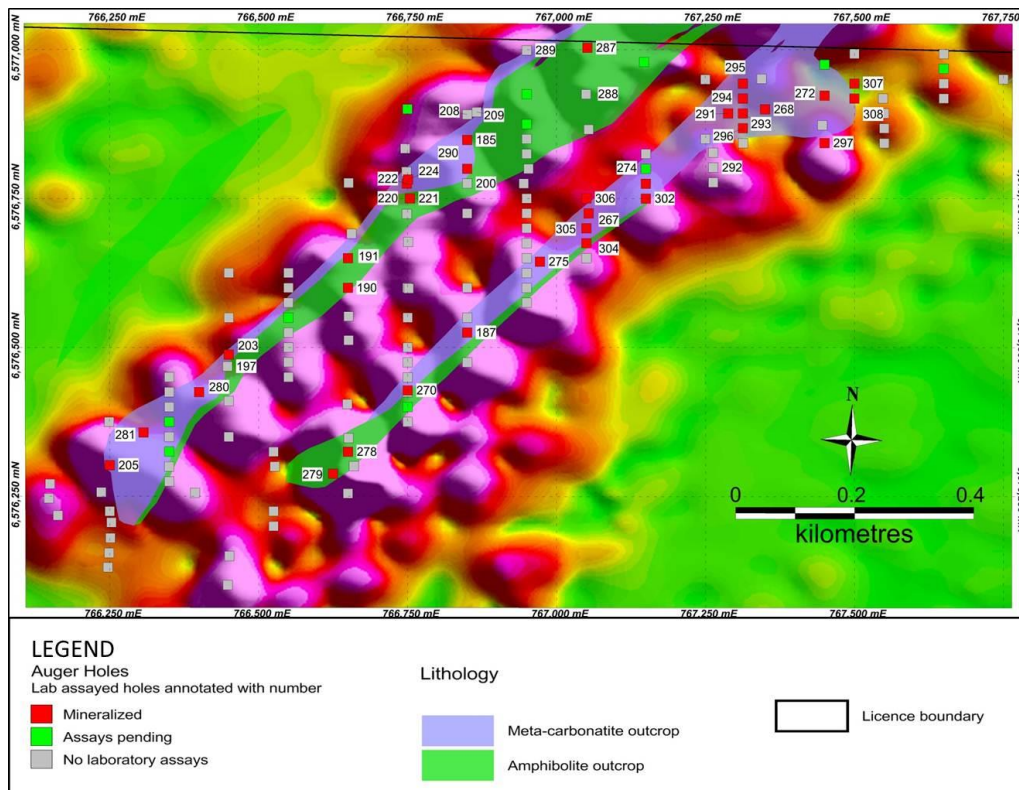 766,250 mE 766,500 mE 766,750 mE 767,000 mE 767,250 mE 767,500 mE 767,750
6,577,000 mN
6,576,750 mN
6,576,500 mN
6,576,250 mN
289
287
295
288
294
272
307
208
209
291
268
308
185
293
290
296
297
224
274
292
222
200
220
221
306
302
267
305
191
304
275
190
203
187
197
280
270
281
278
205
279
N
0 0.2 0.4
kilometres
766,250 mE 766,500 mE 766,750 mE 767,000 mE 767,250 mE 767,500 mE
LEGEND
Auger Holes
Lab assayed holes annotated with number
Mineralized
Assays pending
No laboratory assays
Lithology
Meta-carbonatite outcrop
Amphibolite outcrop
Licence boundary